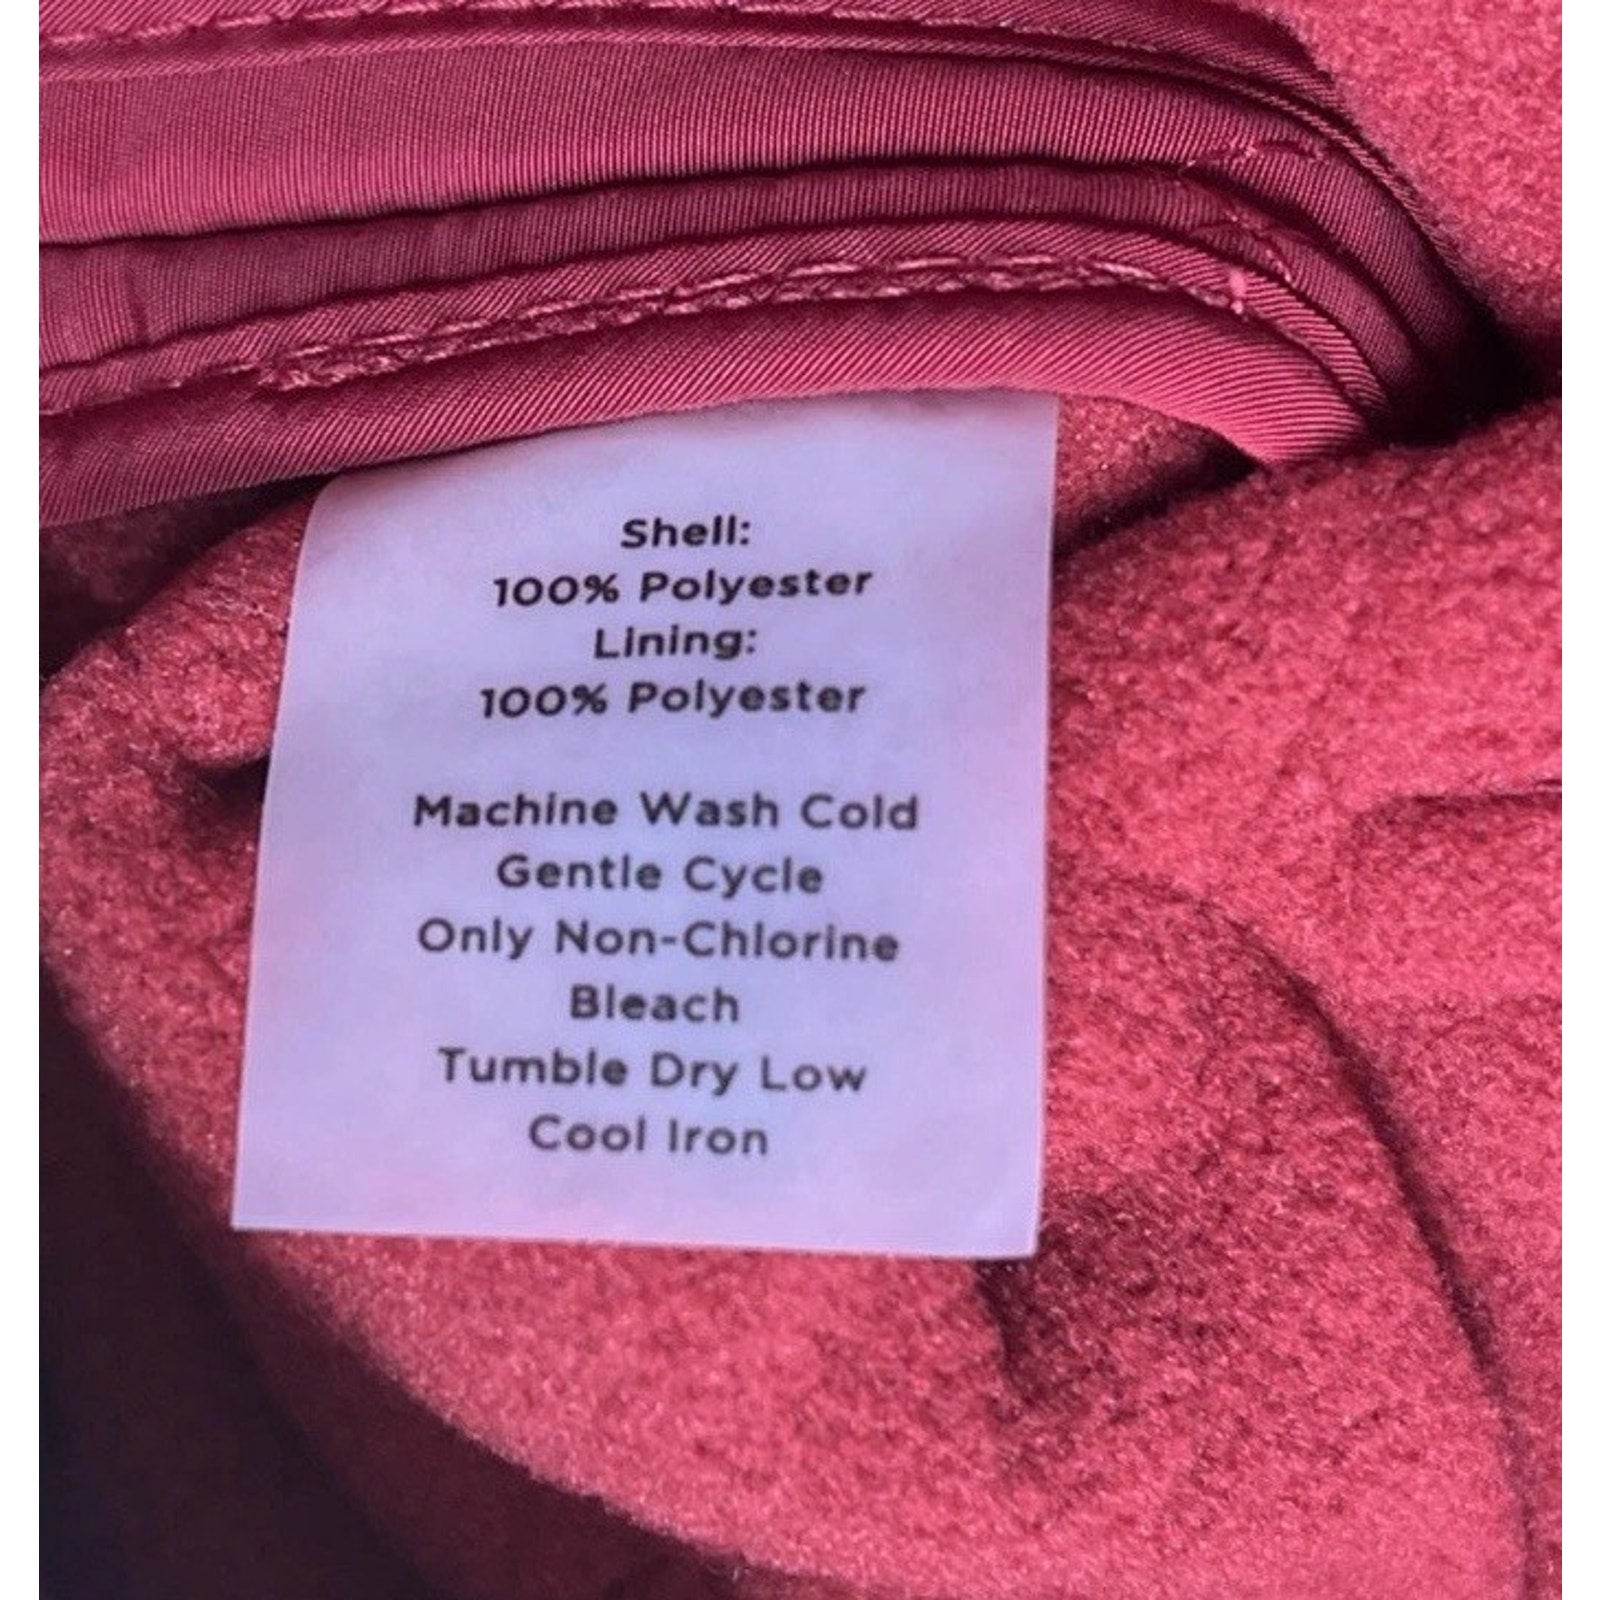 Shell:
100% Polyester
Lining:
100% Polyester
Machine Wash Cold
Gentle Cycle
Only Non-Chlorine
Bleach
Tumble Dry Low
Cool Iron